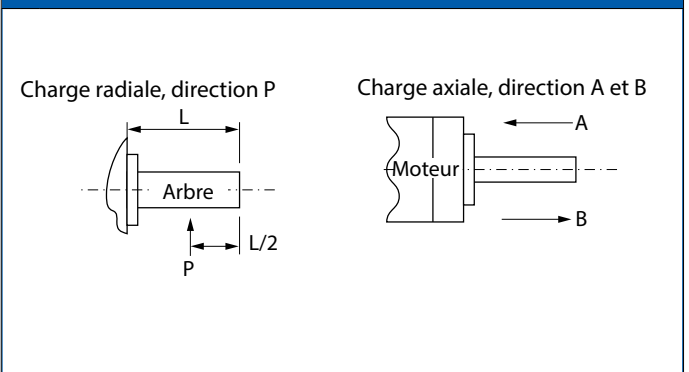 Charge radiale, direction P
L
Arbre
L/2
P
Charge axiale, direction A et B
A
Moteur
B